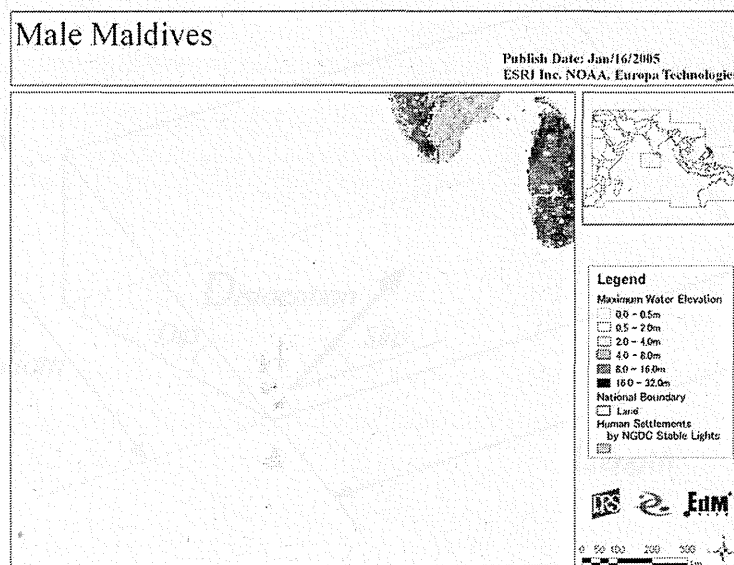 Male Maldives
Publish Date: Jan/16/2005
ESRI Inc. NOAA. Europa Technologie
Legend
Maximum Water Elevation
0.0 - 0.5m
0.5 - 2.0m
2.0 - 4.0m
4.0 - 8.0m
8.0 - 16.0m
16.0 - 32.0m
National Boundary
Land
Human Settlements
by NGDC Stable Lights
EdM
0 50 100 200 300